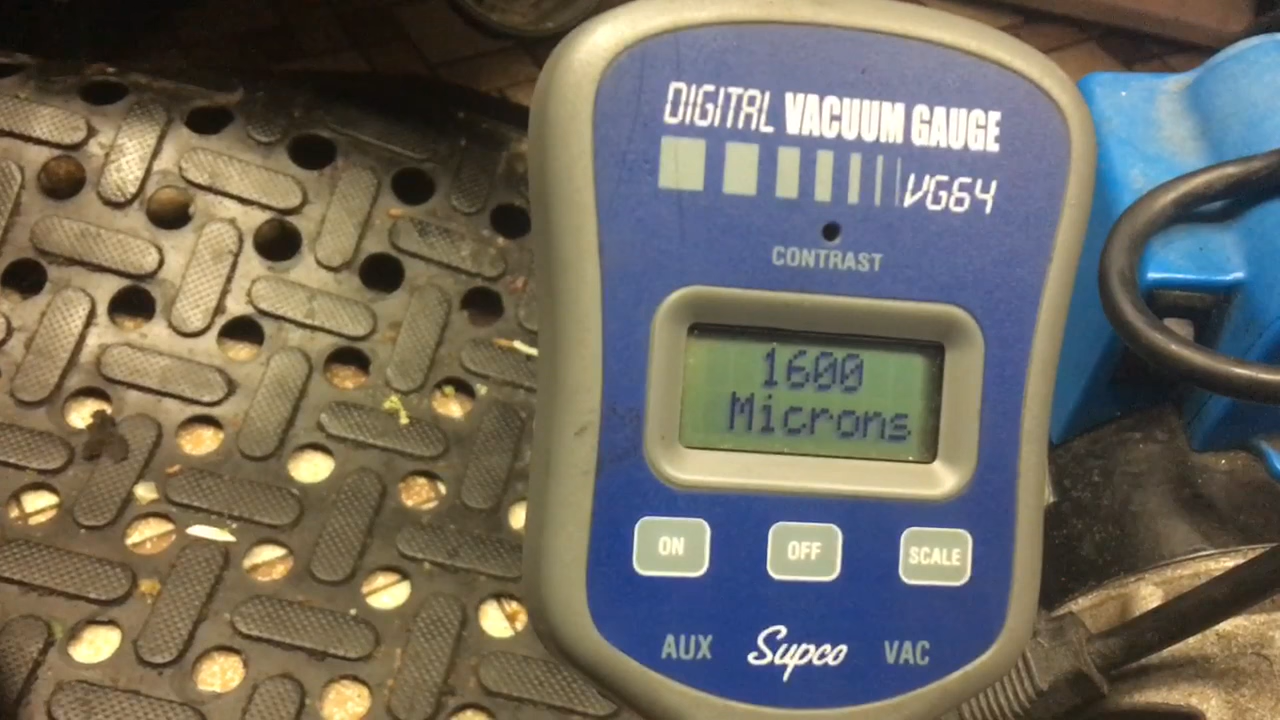 DIGITAL VACUUM GAUGE
VG64
CONTRAST
1600
Microns
ON OFF SCALE
AUX Supco VAC